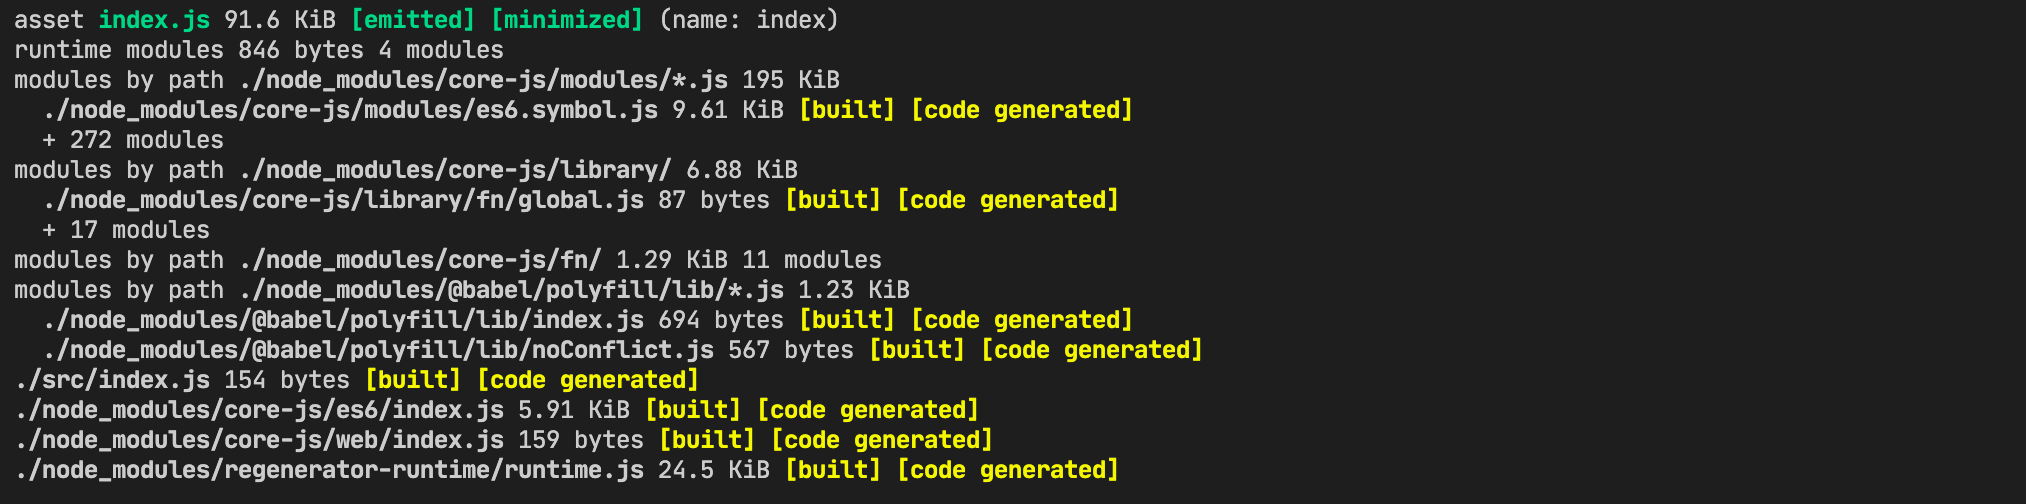 asset index.js 91.6 KiB [emitted] [minimized] (name: index)
runtime modules 846 bytes 4 modules
modules by path ./node_modules/core-js/modules/*.js 195 KiB
  ./node_modules/core-js/modules/es6.symbol.js 9.61 KiB [built] [code generated]
  + 272 modules
modules by path ./node_modules/core-js/library/ 6.88 KiB
  ./node_modules/core-js/library/fn/global.js 87 bytes [built] [code generated]
  + 17 modules
modules by path ./node_modules/core-js/fn/ 1.29 KiB 11 modules
modules by path ./node_modules/@babel/polyfill/lib/*.js 1.23 KiB
  ./node_modules/@babel/polyfill/lib/index.js 694 bytes [built] [code generated]
  ./node_modules/@babel/polyfill/lib/noConflict.js 567 bytes [built] [code generated]
./src/index.js 154 bytes [built] [code generated]
./node_modules/core-js/es6/index.js 5.91 KiB [built] [code generated]
./node_modules/core-js/web/index.js 159 bytes [built] [code generated]
./node_modules/regenerator-runtime/runtime.js 24.5 KiB [built] [code generated]